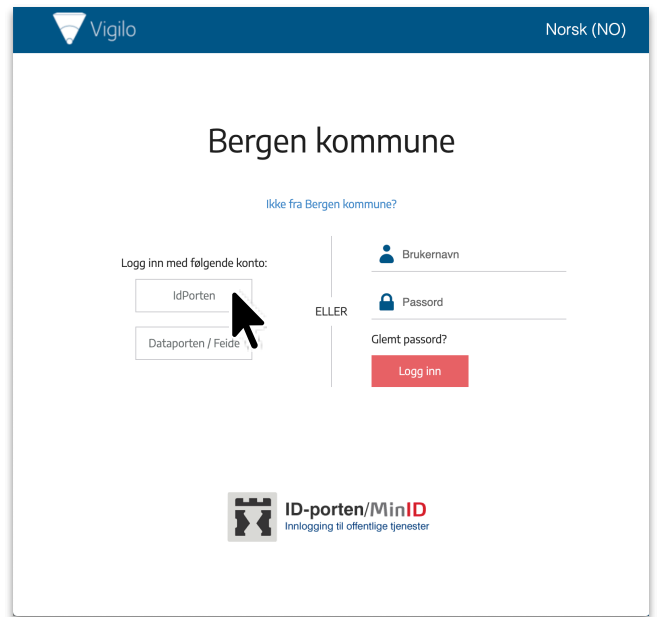 Vigilo
Norsk (NO)
Bergen kommune
Ikke fra Bergen kommune?
Logg inn med følgende konto:
IdPorten
Dataporten / Feide
ELLER
Brukernavn
Passord
Glemt passord?
Logg inn
ID-porten/MinID
Innlogging til offentlige tjenester